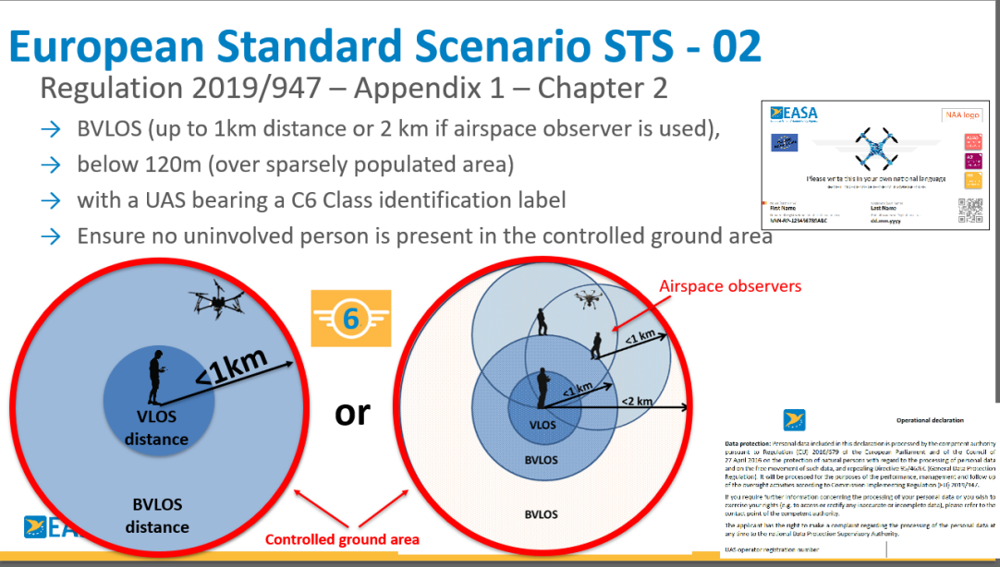 European Standard Scenario STS - 02
Regulation 2019/947 – Appendix 1 – Chapter 2
→ BVLOS (up to 1km distance or 2 km if airspace observer is used),
→ below 120m (over sparsely populated area)
→ with a UAS bearing a C6 Class identification label
→ Ensure no uninvolved person is present in the controlled ground area
EASA
NAA logo
Please write this in your own national language
First Name
Last Name
dd.mm.yyyy
<1km
VLOS
distance
BVLOS
distance
6
or
Airspace observers
<1 km
<1 km
<2 km
VLOS
BVLOS
BVLOS
Controlled ground area
EAS
Operational declaration
Data protection: Personal data included in this declaration is processed by the competent authority
pursuant to Regulation (EU) 2016/679 of the European Parliament and of the Council of
27 April 2016 on the protection of natural persons with regard to the processing of personal data
and on the free movement of such data, and repealing Directive 95/46/EC (General Data Protection
Regulation). It will be processed for the purposes of the performance, management and follow up
of the oversight activities according to Commission Implementing Regulation (EU) 2019/947.
If you require further information concerning the processing of your personal data or you wish to
exercise your rights (e.g. to access or rectify any inaccurate or incomplete data), please refer to the
contact point of the competent authority.
The applicant has the right to make a complaint regarding the processing of the personal data at
any time to the national Data Protection Supervisory Authority.
UAS operator registration number